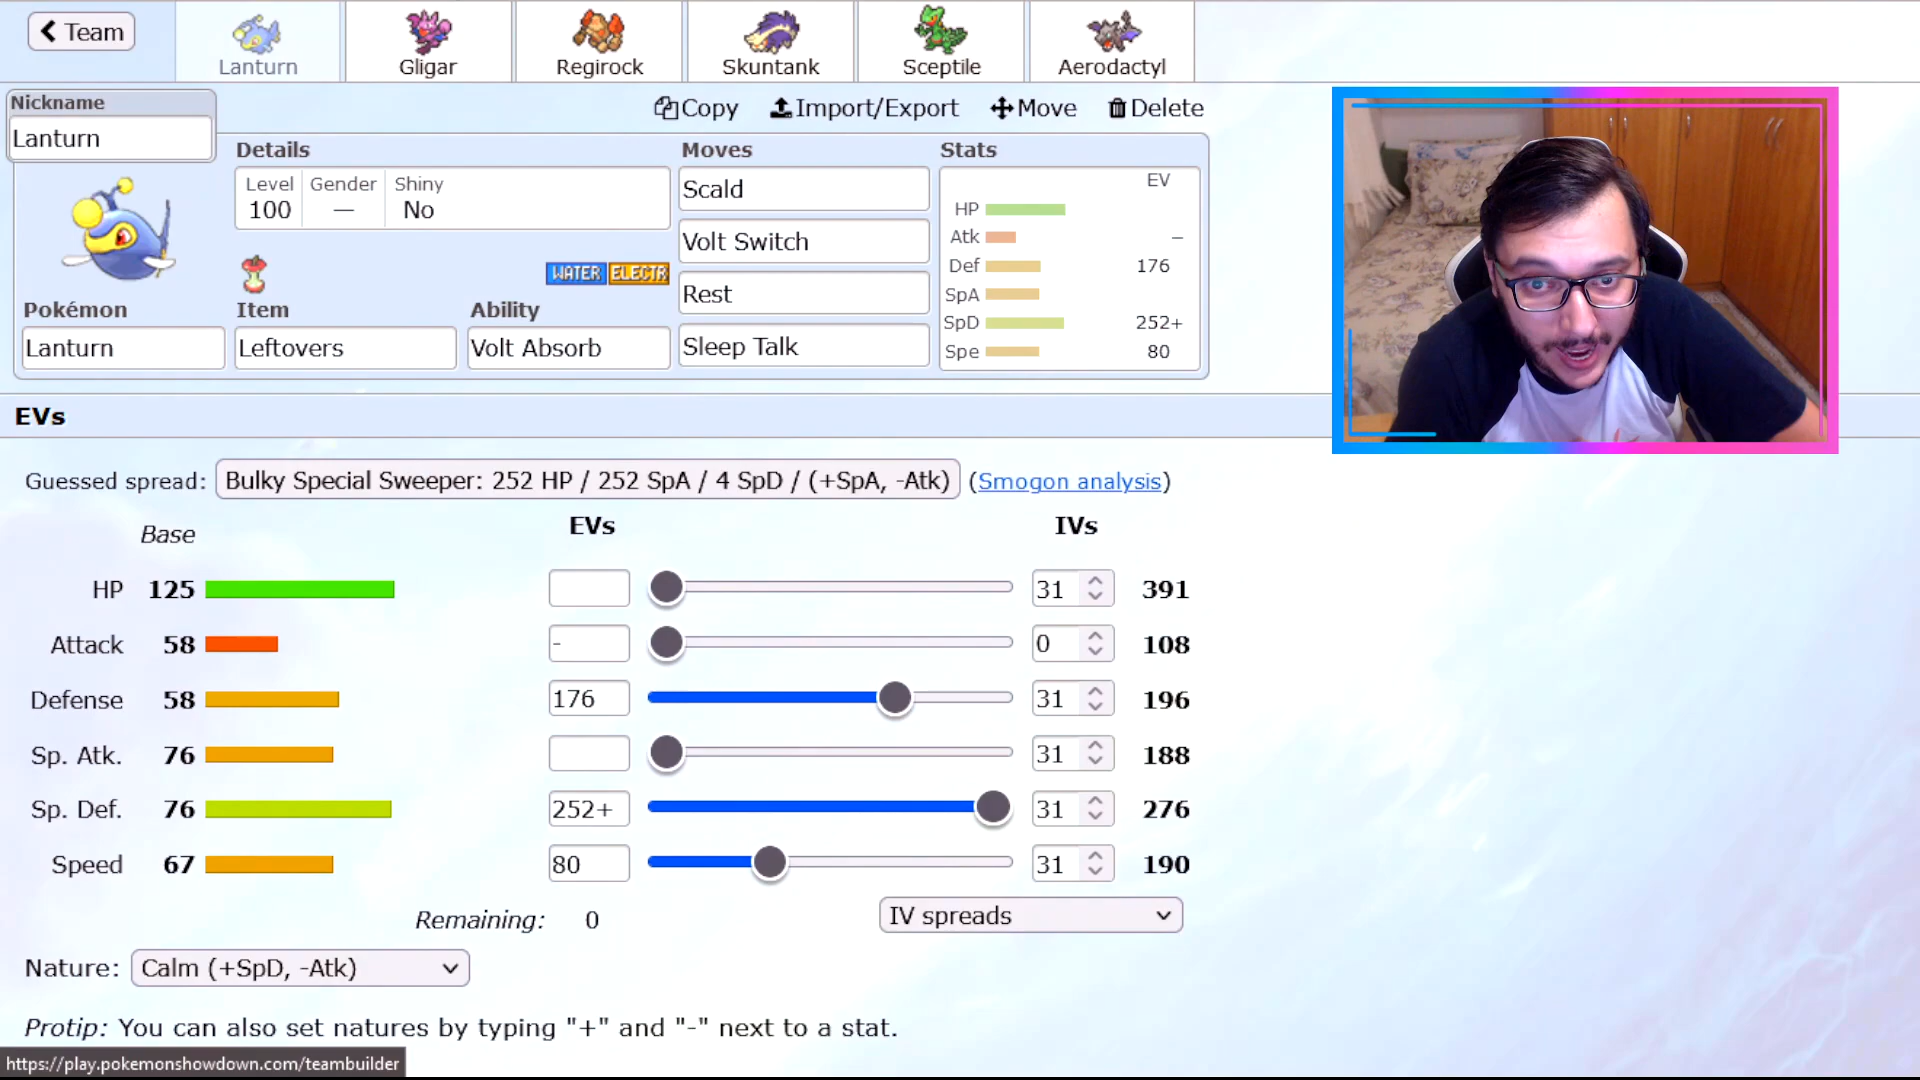 Team
Lanturn
Gligar
Regirock
Skuntank
Sceptile
Aerodactyl
Nickname
Lanturn
Copy
Import/Export
Move
Delete
Details
Level
100
Gender
—
Shiny
No
WATER ELECTR
Pokémon
Lanturn
Item
Leftovers
Ability
Volt Absorb
Moves
Scald
Volt Switch
Rest
Sleep Talk
Stats
EV
HP
Atk –
Def 176
SpA
SpD 252+
Spe 80
EVs
Guessed spread: Bulky Special Sweeper: 252 HP / 252 SpA / 4 SpD / (+SpA, -Atk) (Smogon analysis)
Base EVs IVs
HP 125 31 391
Attack 58 - 0 108
Defense 58 176 31 196
Sp. Atk. 76 31 188
Sp. Def. 76 252+ 31 276
Speed 67 80 31 190
Remaining: 0 IV spreads
Nature: Calm (+SpD, -Atk)
Protip: You can also set natures by typing "+" and "-" next to a stat.
https://play.pokemonshowdown.com/teambuilder